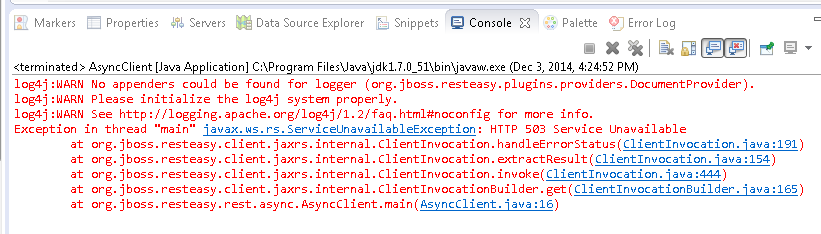 Markers Properties Servers Data Source Explorer Snippets Console Palette Error Log
<terminated> AsyncClient [Java Application] C:\Program Files\Java\jdk1.7.0_51\bin\javaw.exe (Dec 3, 2014, 4:24:52 PM)
log4j:WARN No appenders could be found for logger (org.jboss.resteasy.plugins.providers.DocumentProvider).
log4j:WARN Please initialize the log4j system properly.
log4j:WARN See http://logging.apache.org/log4j/1.2/faq.html#noconfig for more info.
Exception in thread "main" javax.ws.rs.ServiceUnavailableException: HTTP 503 Service Unavailable
at org.jboss.resteasy.client.jaxrs.internal.ClientInvocation.handleErrorStatus(ClientInvocation.java:191)
at org.jboss.resteasy.client.jaxrs.internal.ClientInvocation.extractResult(ClientInvocation.java:154)
at org.jboss.resteasy.client.jaxrs.internal.ClientInvocation.invoke(ClientInvocation.java:444)
at org.jboss.resteasy.client.jaxrs.internal.ClientInvocationBuilder.get(ClientInvocationBuilder.java:165)
at org.jboss.resteasy.rest.async.AsyncClient.main(AsyncClient.java:16)